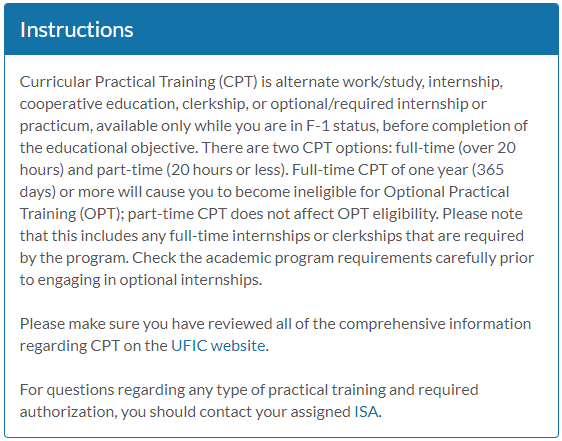 Instructions
Curricular Practical Training (CPT) is alternate work/study, internship,
cooperative education, clerkship, or optional/required internship or
practicum, available only while you are in F-1 status, before completion of
the educational objective. There are two CPT options: full-time (over 20
hours) and part-time (20 hours or less). Full-time CPT of one year (365
days) or more will cause you to become ineligible for Optional Practical
Training (OPT); part-time CPT does not affect OPT eligibility. Please note
that this includes any full-time internships or clerkships that are required
by the program. Check the academic program requirements carefully prior
to engaging in optional internships.
Please make sure you have reviewed all of the comprehensive information
regarding CPT on the UFIC website.
For questions regarding any type of practical training and required
authorization, you should contact your assigned ISA.